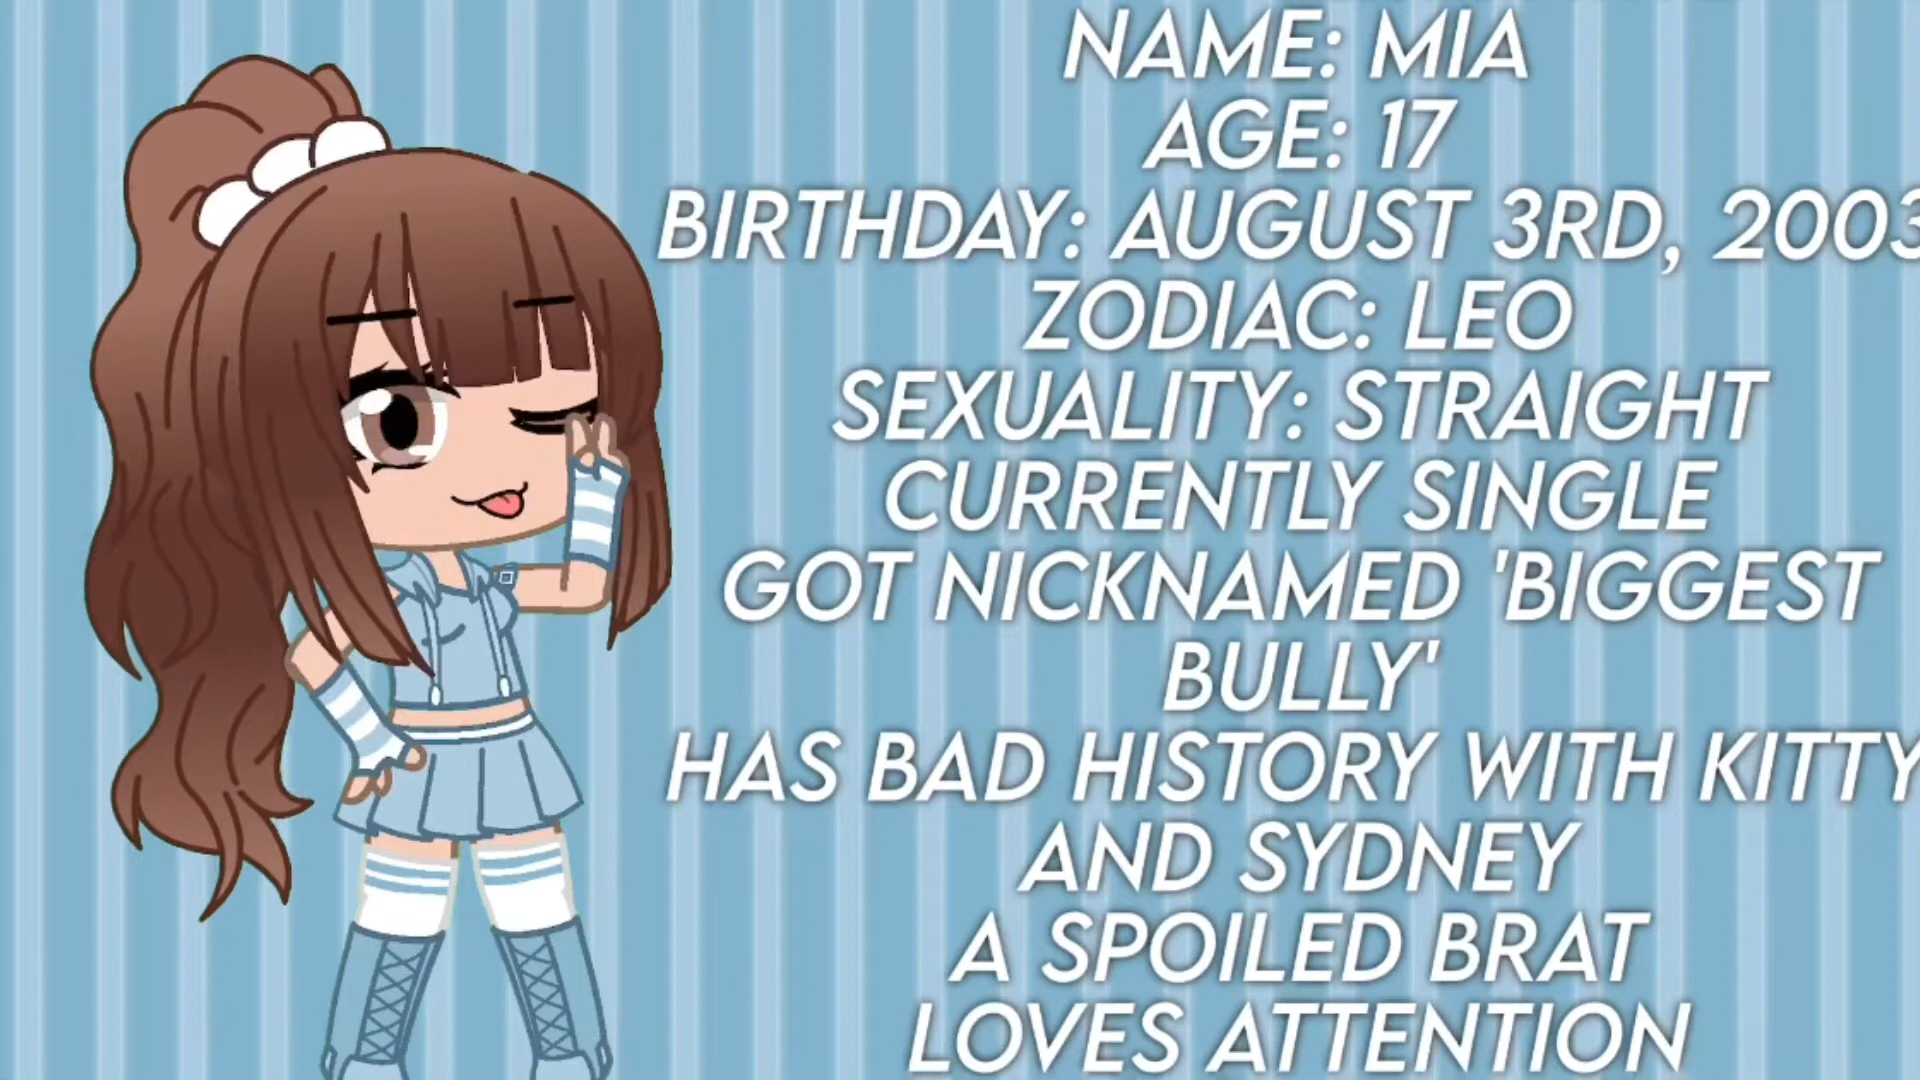 NAME: MIA
AGE: 17
BIRTHDAY: AUGUST 3RD, 2003
ZODIAC: LEO
SEXUALITY: STRAIGHT
CURRENTLY SINGLE
GOT NICKNAMED 'BIGGEST
BULLY'
HAS BAD HISTORY WITH KITTY
AND SYDNEY
A SPOILED BRAT
LOVES ATTENTION